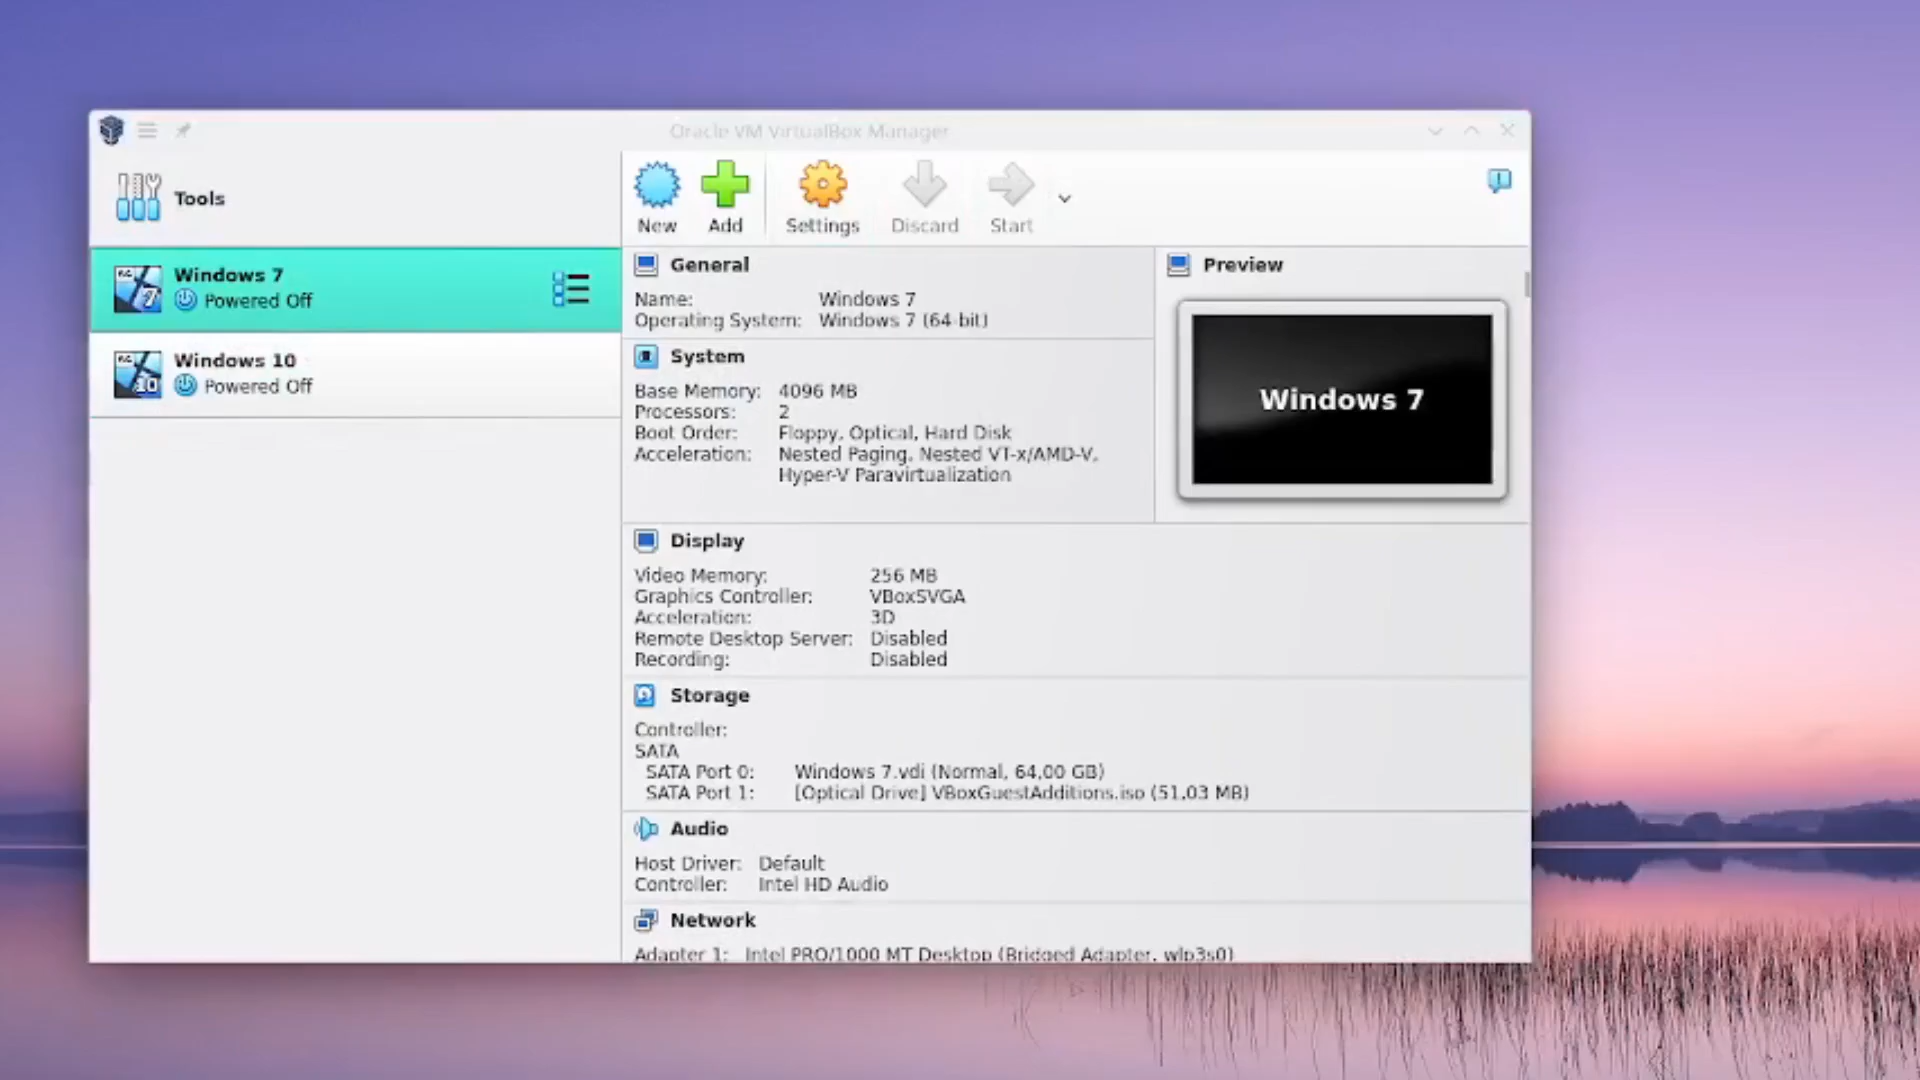 Oracle VM VirtualBox Manager
Tools
New Add Settings Discard Start
Windows 7
Powered Off
Windows 10
Powered Off
General
Name: Windows 7
Operating System: Windows 7 (64-bit)
System
Base Memory: 4096 MB
Processors: 2
Boot Order: Floppy, Optical, Hard Disk
Acceleration: Nested Paging, Nested VT-x/AMD-V,
Hyper-V Paravirtualization
Preview
Windows 7
Display
Video Memory: 256 MB
Graphics Controller: VBoxSVGA
Acceleration: 3D
Remote Desktop Server: Disabled
Recording: Disabled
Storage
Controller:
SATA
SATA Port 0: Windows 7.vdi (Normal, 64,00 GB)
SATA Port 1: [Optical Drive] VBoxGuestAdditions.iso (51,03 MB)
Audio
Host Driver: Default
Controller: Intel HD Audio
Network
Adapter 1: Intel PRO/1000 MT Desktop (Bridged Adapter, wlp3s0)